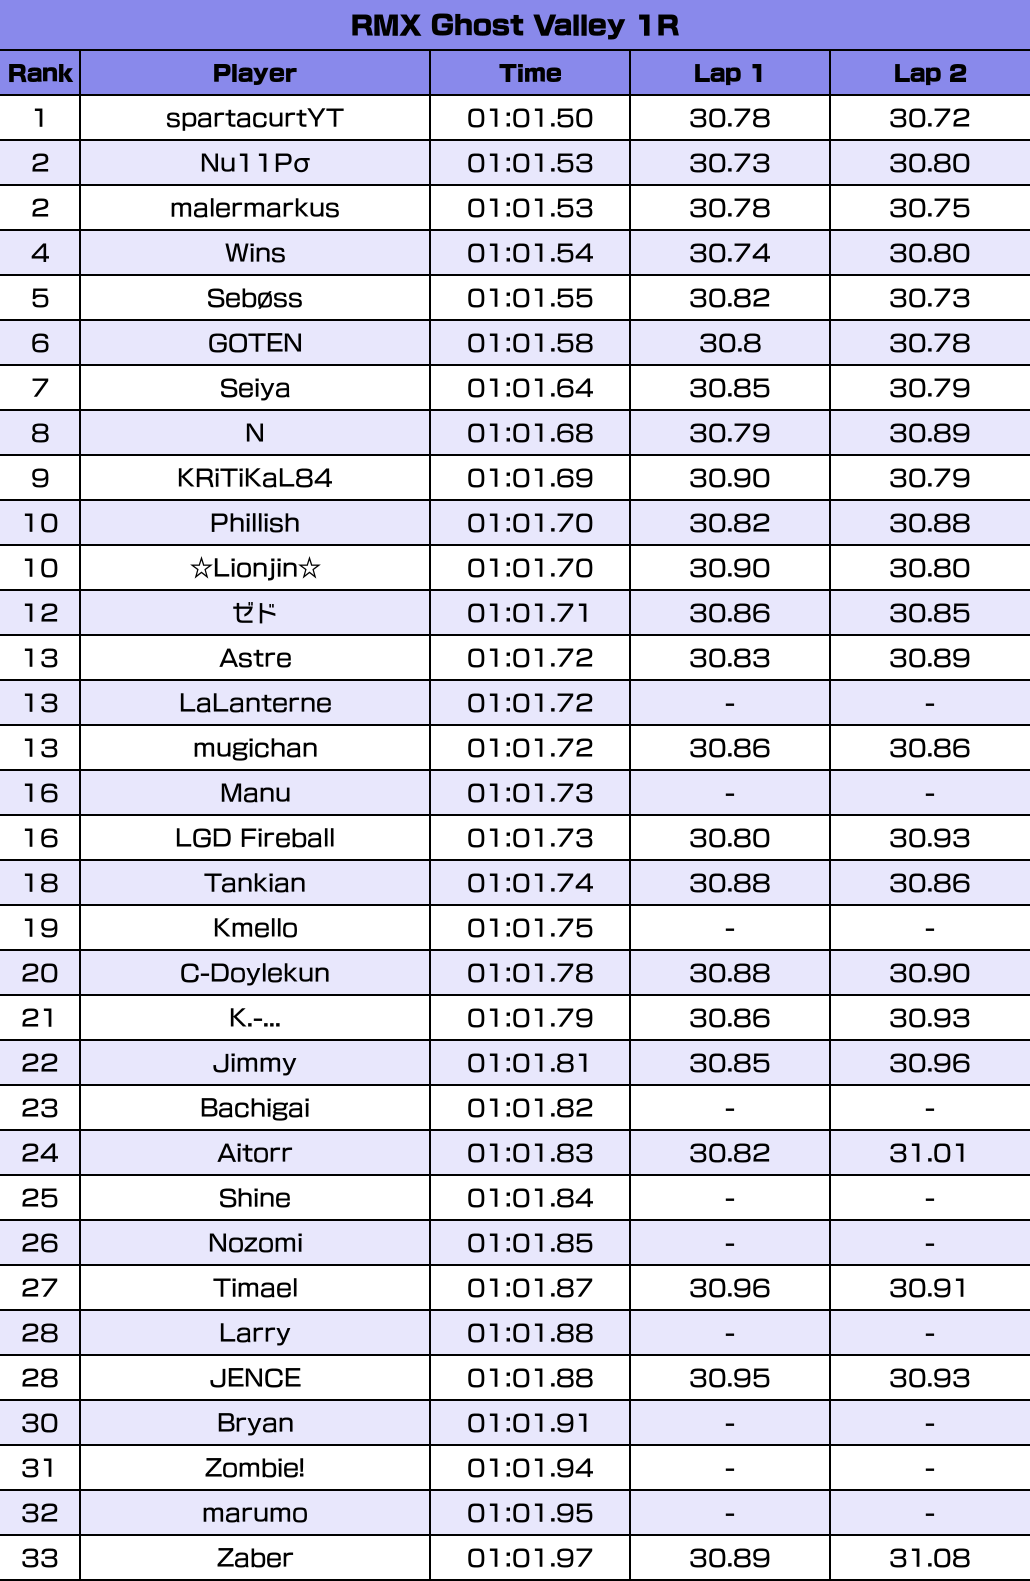 RMX Ghost Valley 1R
Rank Player Time Lap 1 Lap 2
1 spartacurtYT 01:01.50 30.78 30.72
2 Nu11Pσ 01:01.53 30.73 30.80
2 malermarkus 01:01.53 30.78 30.75
4 Wins 01:01.54 30.74 30.80
5 Sebøss 01:01.55 30.82 30.73
6 GOTEN 01:01.58 30.8 30.78
7 Seiya 01:01.64 30.85 30.79
8 N 01:01.68 30.79 30.89
9 KRiTiKaL84 01:01.69 30.90 30.79
10 Phillish 01:01.70 30.82 30.88
10 ☆Lionjin☆ 01:01.70 30.90 30.80
12 ゼド 01:01.71 30.86 30.85
13 Astre 01:01.72 30.83 30.89
13 LaLanterne 01:01.72 - -
13 mugichan 01:01.72 30.86 30.86
16 Manu 01:01.73 - -
16 LGD Fireball 01:01.73 30.80 30.93
18 Tankian 01:01.74 30.88 30.86
19 Kmello 01:01.75 - -
20 C-Doylekun 01:01.78 30.88 30.90
21 K.-... 01:01.79 30.86 30.93
22 Jimmy 01:01.81 30.85 30.96
23 Bachigai 01:01.82 - -
24 Aitorr 01:01.83 30.82 31.01
25 Shine 01:01.84 - -
26 Nozomi 01:01.85 - -
27 Timael 01:01.87 30.96 30.91
28 Larry 01:01.88 - -
28 JENCE 01:01.88 30.95 30.93
30 Bryan 01:01.91 - -
31 Zombie! 01:01.94 - -
32 marumo 01:01.95 - -
33 Zaber 01:01.97 30.89 31.08